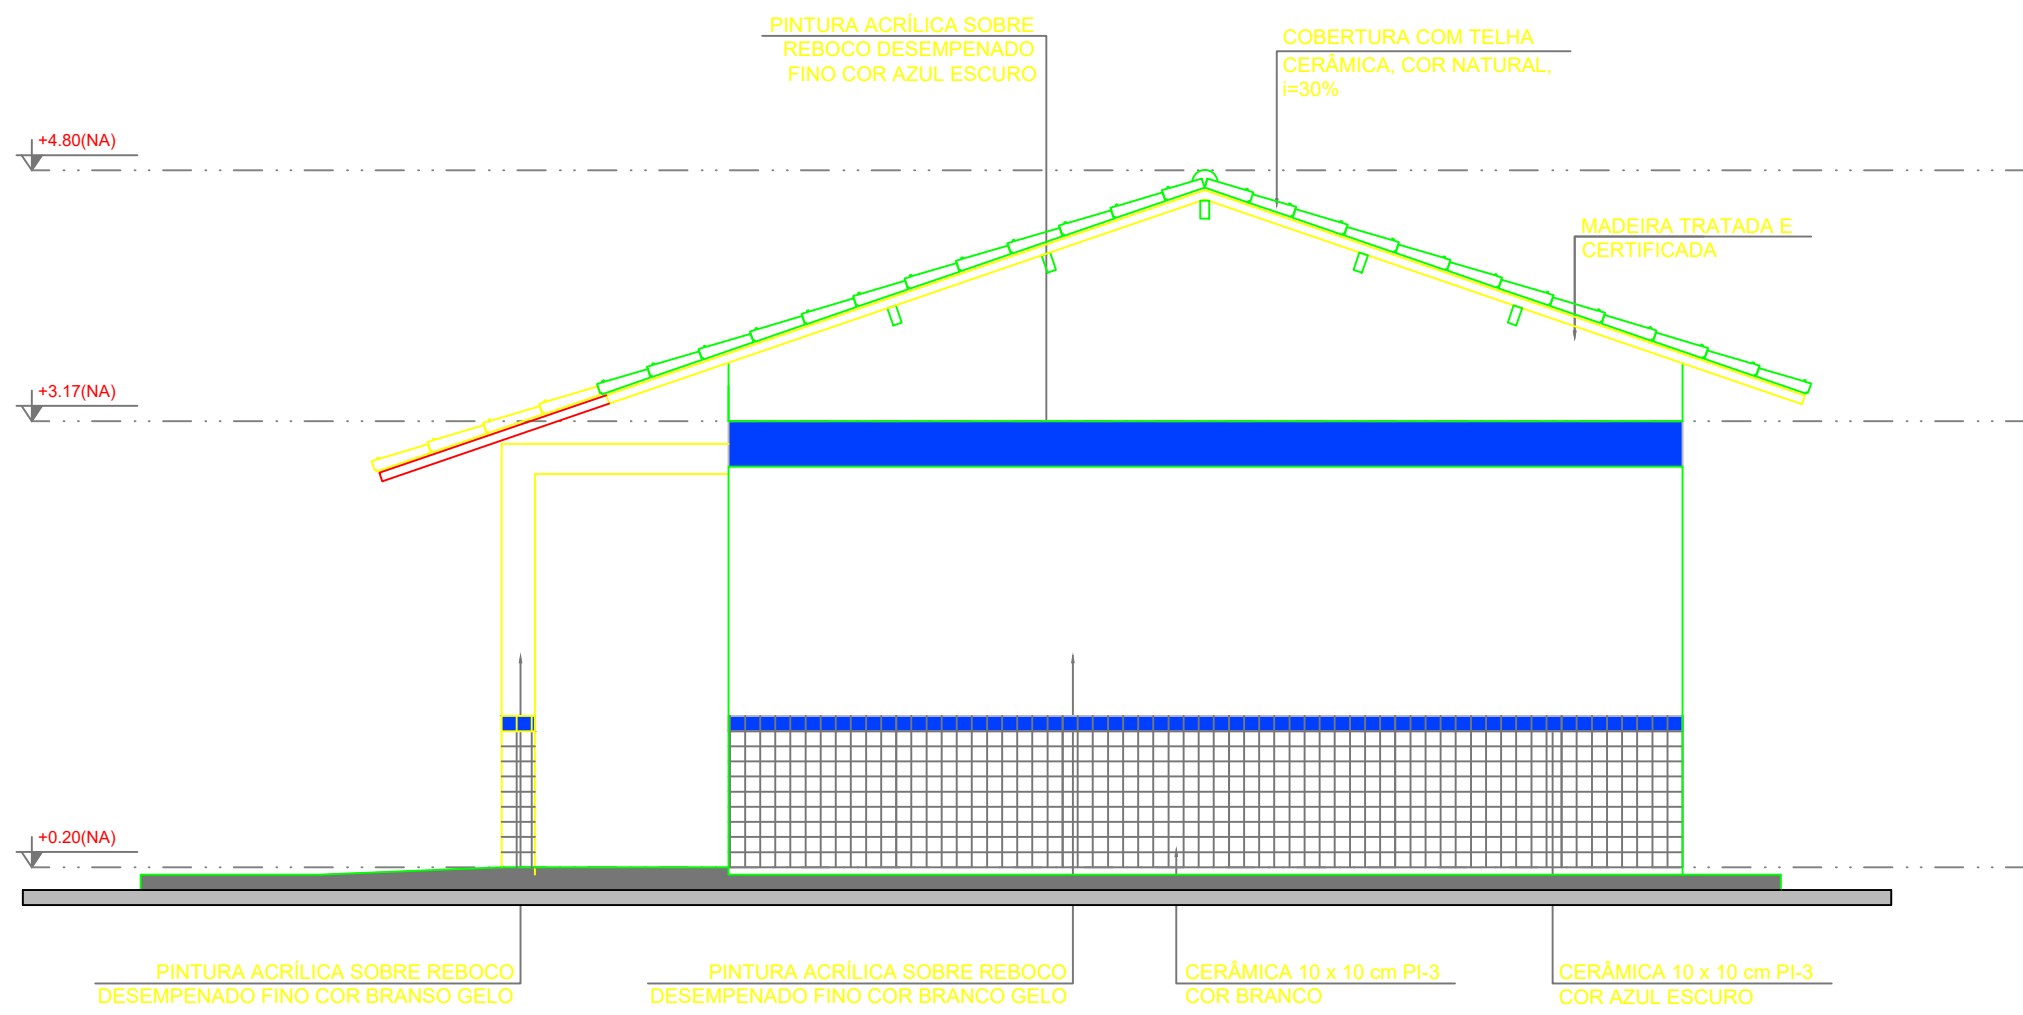 PINTURA ACRÍLICA SOBRE
REBOCO DESEMPENADO
FINO COR AZUL ESCURO
COBERTURA COM TELHA
CERÂMICA, COR NATURAL,
i=30%
+4.80(NA)
MADEIRA TRATADA E
CERTIFICADA
+3.17(NA)
+0.20(NA)
PINTURA ACRÍLICA SOBRE REBOCO
DESEMPENADO FINO COR BRANSO GELO
PINTURA ACRÍLICA SOBRE REBOCO
DESEMPENADO FINO COR BRANCO GELO
CERÂMICA 10 x 10 cm PI-3
COR BRANCO
CERÂMICA 10 x 10 cm PI-3
COR AZUL ESCURO